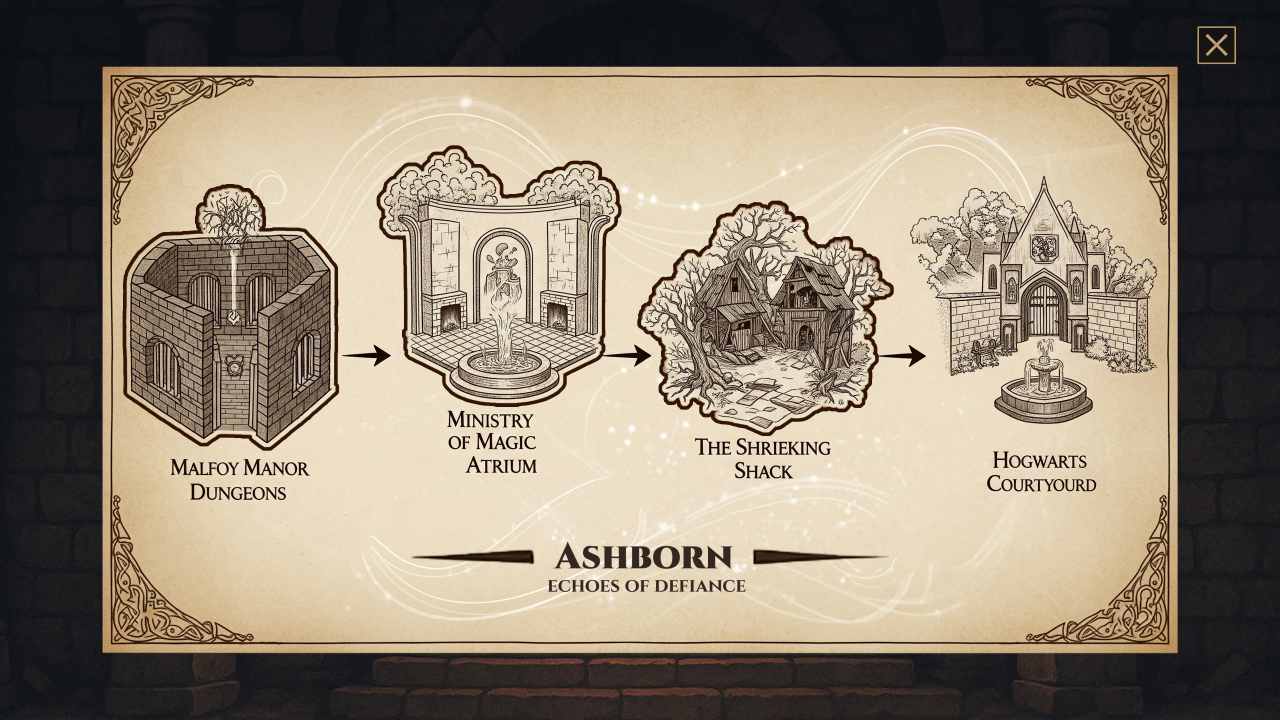 Malfoy Manor
Dungeons
Ministry
of Magic
Atrium
The Shrieking
Shack
Hogwarts
Courtyourd
Ashborn
Echoes of Defiance